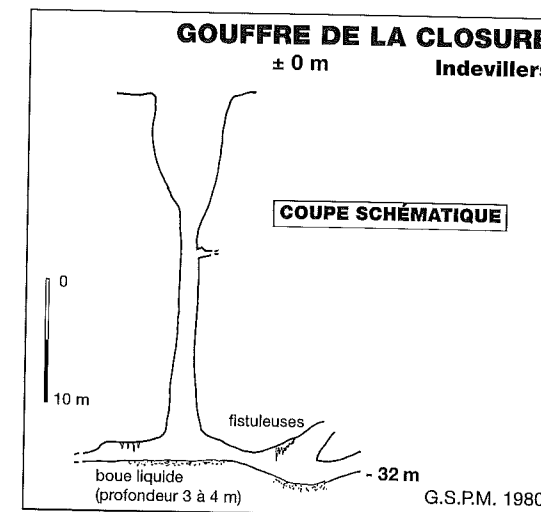 GOUFFRE DE LA CLOSURE
± 0 m
Indevillers
COUPE SCHÉMATIQUE
0
10 m
fistuleuses
boue liquide
(profondeur 3 à 4 m)
- 32 m
G.S.P.M. 1980